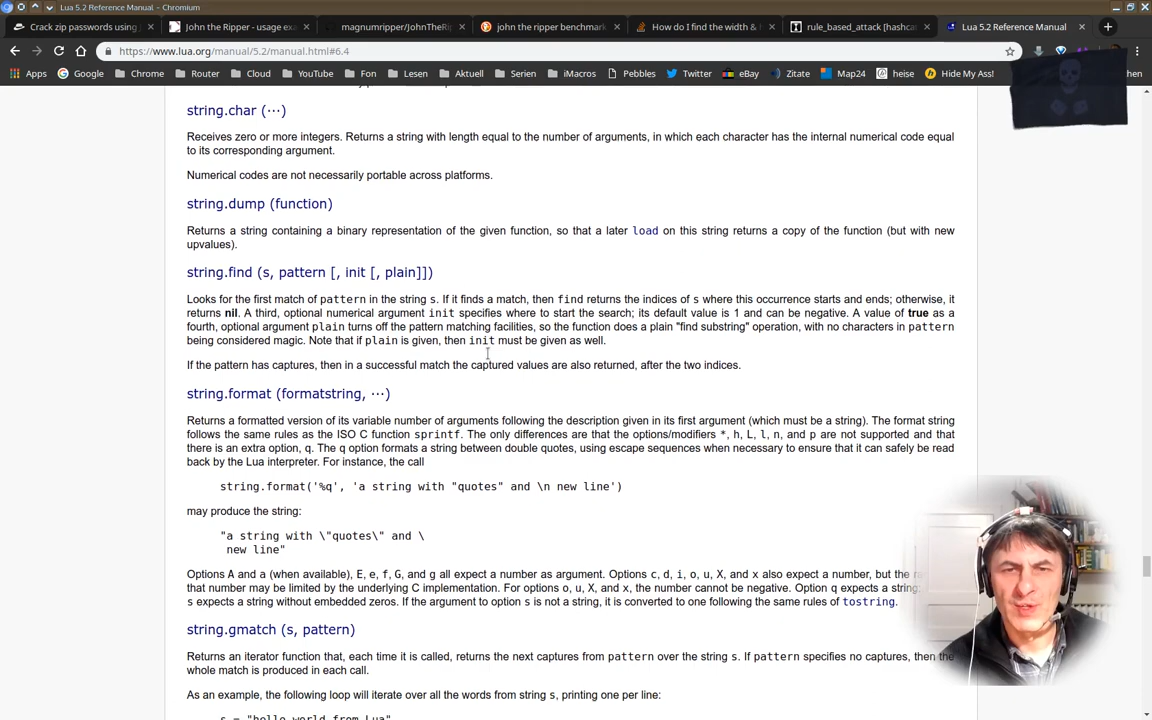 Lua 5.2 Reference Manual - Chromium
Crack zip passwords using
John the Ripper - usage exa
magnumripper/JohnTheRi
john the ripper benchmark
How do I find the width &
rule_based_attack [hashca
Lua 5.2 Reference Manual
https://www.lua.org/manual/5.2/manual.html#6.4
Apps Google Chrome Router Cloud YouTube Fon Lesen Aktuell Serien iMacros Pebbles Twitter eBay Zitate Map24 heise Hide My Ass! hen
string.char (···)
Receives zero or more integers. Returns a string with length equal to the number of arguments, in which each character has the internal numerical code equal
to its corresponding argument.
Numerical codes are not necessarily portable across platforms.
string.dump (function)
Returns a string containing a binary representation of the given function, so that a later load on this string returns a copy of the function (but with new
upvalues).
string.find (s, pattern [, init [, plain]])
Looks for the first match of pattern in the string s. If it finds a match, then find returns the indices of s where this occurrence starts and ends; otherwise, it
returns nil. A third, optional numerical argument init specifies where to start the search; its default value is 1 and can be negative. A value of true as a
fourth, optional argument plain turns off the pattern matching facilities, so the function does a plain "find substring" operation, with no characters in pattern
being considered magic. Note that if plain is given, then init must be given as well.
If the pattern has captures, then in a successful match the captured values are also returned, after the two indices.
string.format (formatstring, ···)
Returns a formatted version of its variable number of arguments following the description given in its first argument (which must be a string). The format string
follows the same rules as the ISO C function sprintf. The only differences are that the options/modifiers *, h, L, l, n, and p are not supported and that
there is an extra option, q. The q option formats a string between double quotes, using escape sequences when necessary to ensure that it can safely be read
back by the Lua interpreter. For instance, the call
string.format('%q', 'a string with "quotes" and \n new line')
may produce the string:
"a string with \"quotes\" and \
new line"
Options A and a (when available), E, e, f, G, and g all expect a number as argument. Options c, d, i, o, u, X, and x also expect a number, but the
that number may be limited by the underlying C implementation. For options o, u, X, and x, the number cannot be negative. Option q expects a string;
s expects a string without embedded zeros. If the argument to option s is not a string, it is converted to one following the same rules of tostring.
string.gmatch (s, pattern)
Returns an iterator function that, each time it is called, returns the next captures from pattern over the string s. If pattern specifies no captures, then the
whole match is produced in each call.
As an example, the following loop will iterate over all the words from string s, printing one per line:
s = "hello world from Lua"